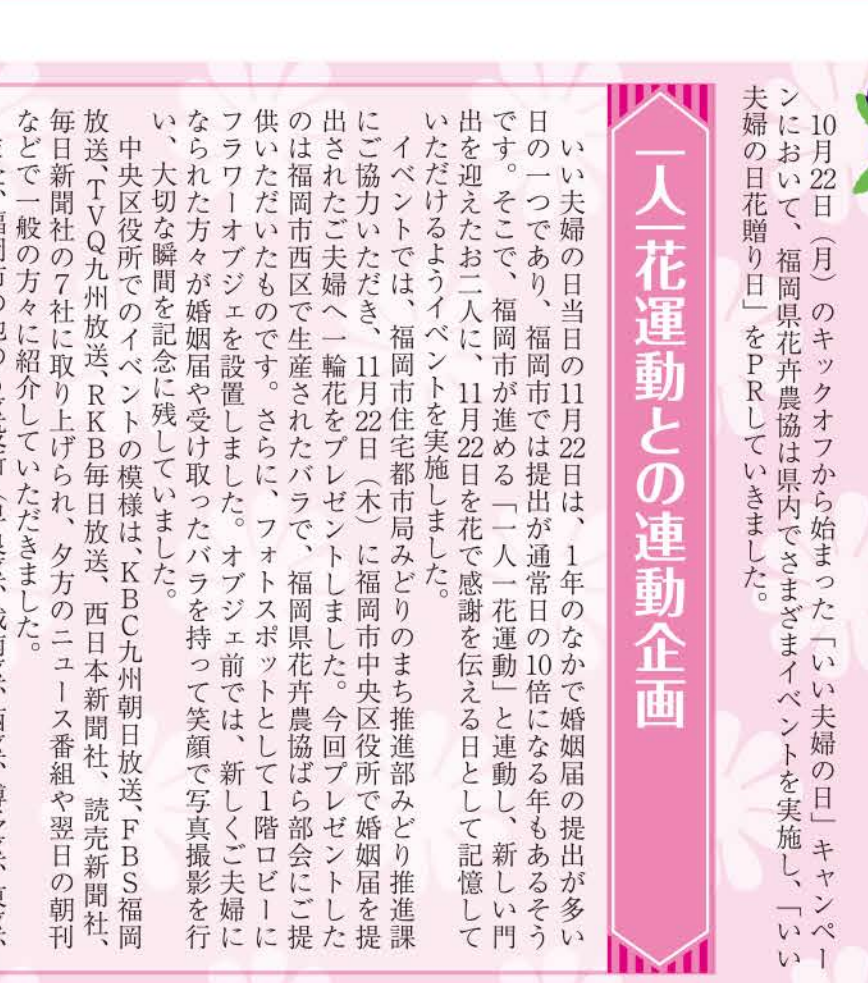 10月22日（月）のキックオフから始まった「いい夫婦の日」キャンペー
ンにおいて、福岡県花卉農協は県内でさまざまイベントを実施し、「いい
夫婦の日花贈り日」をPRしていきました。
一人一花運動との連動企画
いい夫婦の日当日の11月22日は、1年のなかで婚姻届の提出が多い
日の一つであり、福岡市では提出が通常日の10倍になる年もあるそう
です。そこで、福岡市が進める「一人一花運動」と連動し、新しい門
出を迎えたお二人に、11月22日を花で感謝を伝える日として記憶して
いただけるようイベントを実施しました。
イベントでは、福岡市住宅都市局みどりのまち推進部みどり推進課
にご協力いただき、11月22日（木）に福岡市中央区役所で婚姻届を提
出されたご夫婦へ一輪花をプレゼントしました。今回プレゼントした
のは福岡市西区で生産されたバラで、福岡県花卉農協ばら部会にご提
供いただいたものです。さらに、フォトスポットとして1階ロビーに
フラワーオブジェを設置しました。オブジェ前では、新しくご夫婦に
なられた方々が婚姻届や受け取ったバラを持って笑顔で写真撮影を行
い、大切な瞬間を記念に残していました。
中央区役所でのイベントの模様は、KBC九州朝日放送、FBS福岡
放送、TVQ九州放送、RKB毎日放送、西日本新聞社、読売新聞社、
毎日新聞社の7社に取り上げられ、夕方のニュース番組や翌日の朝刊
などで一般の方々に紹介していただきました。